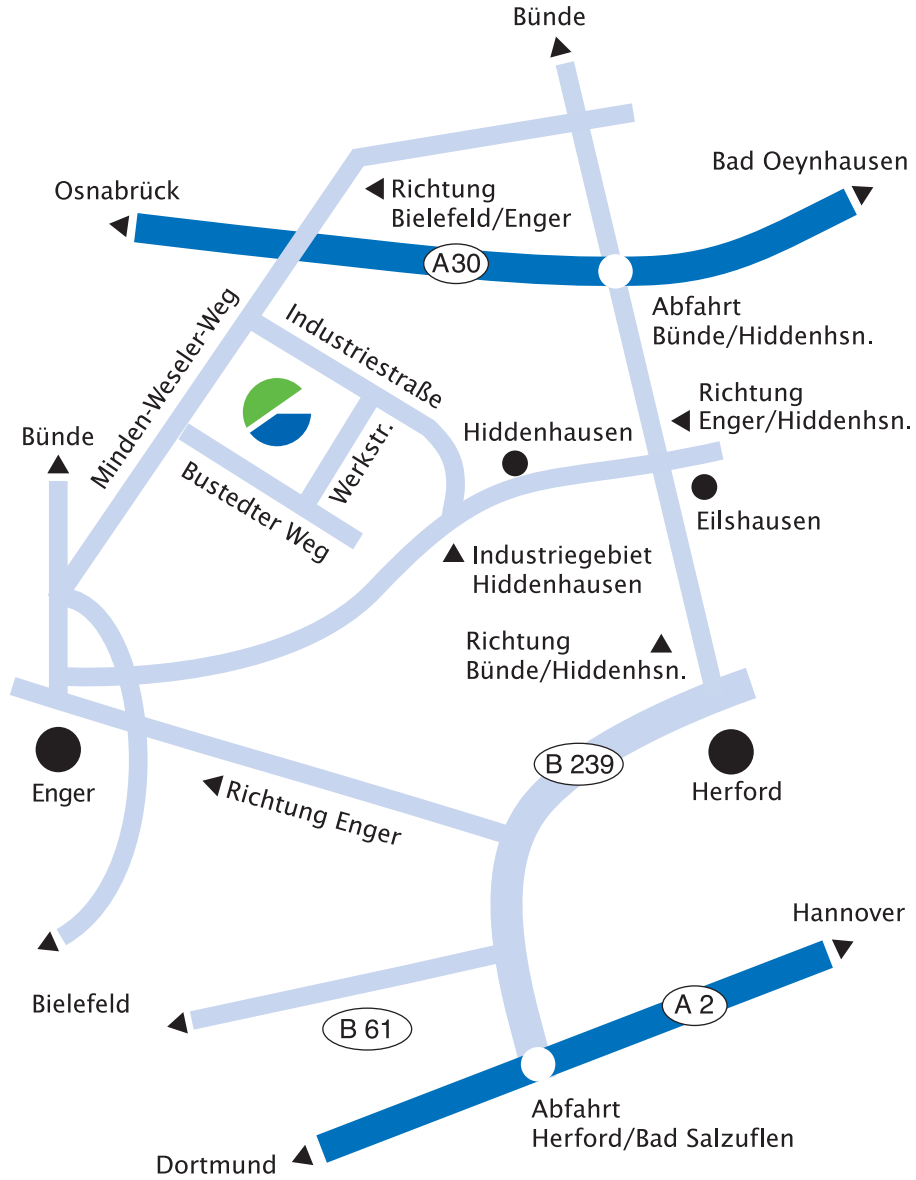 Bünde
Bad Oeynhausen
Osnabrück
Richtung
Bielefeld/Enger
A30
Abfahrt
Bünde/Hiddenhsn.
Minden-Weseler-Weg
Industriestraße
Richtung
Enger/Hiddenhsn.
Bünde
Hiddenhausen
Werkstr.
Bustedter Weg
Eilshausen
Industriegebiet
Hiddenhausen
Richtung
Bünde/Hiddenhsn.
B 239
Enger
Richtung Enger
Herford
Hannover
Bielefeld
A 2
B 61
Abfahrt
Herford/Bad Salzuflen
Dortmund